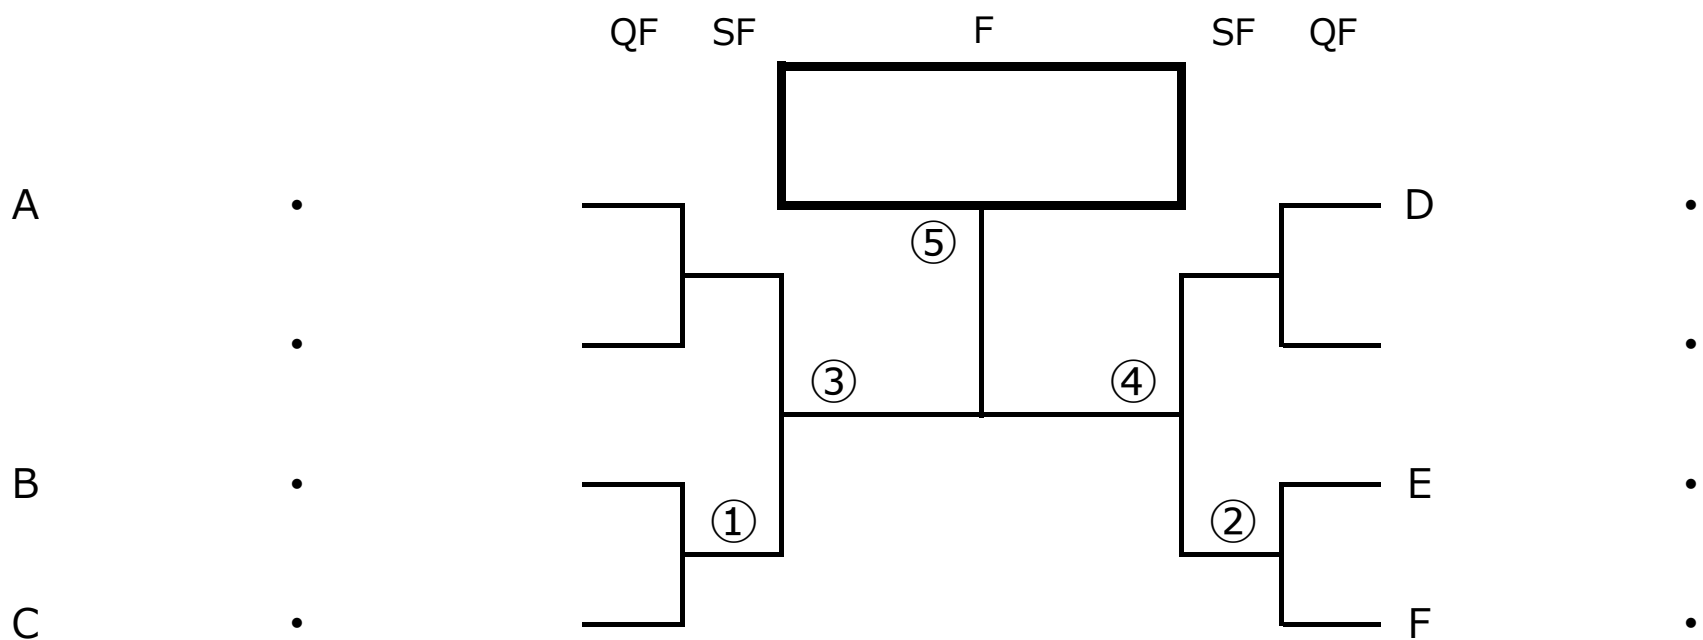 QF SF F SF QF
A • D •
⑤
• •
③ ④
B • E •
① ②
C • F •